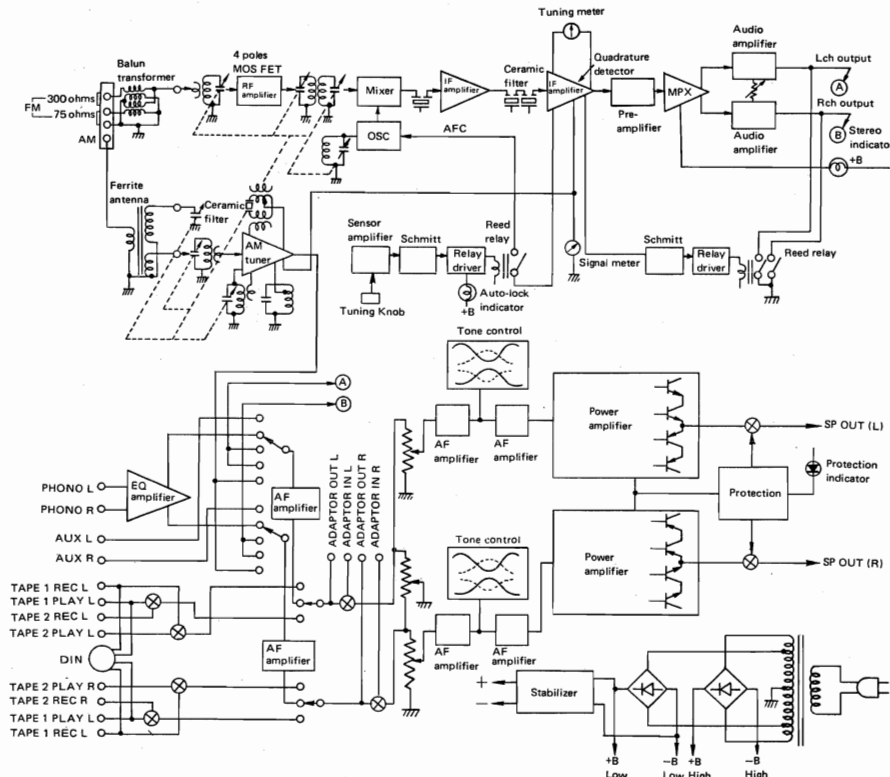 Tuning meter
Balun
transformer
4 poles
MOS FET
RF
amplifier
Mixer
IF
amplifier
Ceramic
filter
IF
amplifier
Quadrature
detector
Pre-
amplifier
MPX
Audio
amplifier
Audio
amplifier
Lch output
A
Rch output
B
Stereo
indicator
+B
FM
300 ohms
75 ohms
AM
OSC
AFC
Ferrite
antenna
Ceramic
filter
AM
tuner
Sensor
amplifier
Schmitt
Relay
driver
Reed
relay
Auto-lock
indicator
+B
Tuning Knob
Signal meter
Schmitt
Relay
driver
Reed relay
A
B
Tone control
AF
amplifier
AF
amplifier
Power
amplifier
SP OUT (L)
Protection
Protection
indicator
PHONO L
PHONO R
EQ
amplifier
AUX L
AUX R
AF
amplifier
ADAPTOR OUT L
ADAPTOR IN L
ADAPTOR OUT R
ADAPTOR IN R
Tone control
Power
amplifier
SP OUT (R)
TAPE 1 REC L
TAPE 1 PLAY L
TAPE 2 REC L
TAPE 2 PLAY L
DIN
AF
amplifier
TAPE 2 PLAY R
TAPE 2 REC R
TAPE 1 PLAY L
TAPE 1 REC L
AF
amplifier
AF
amplifier
+
−
Stabilizer
+B
Low
−B
Low
+B
High
−B
High